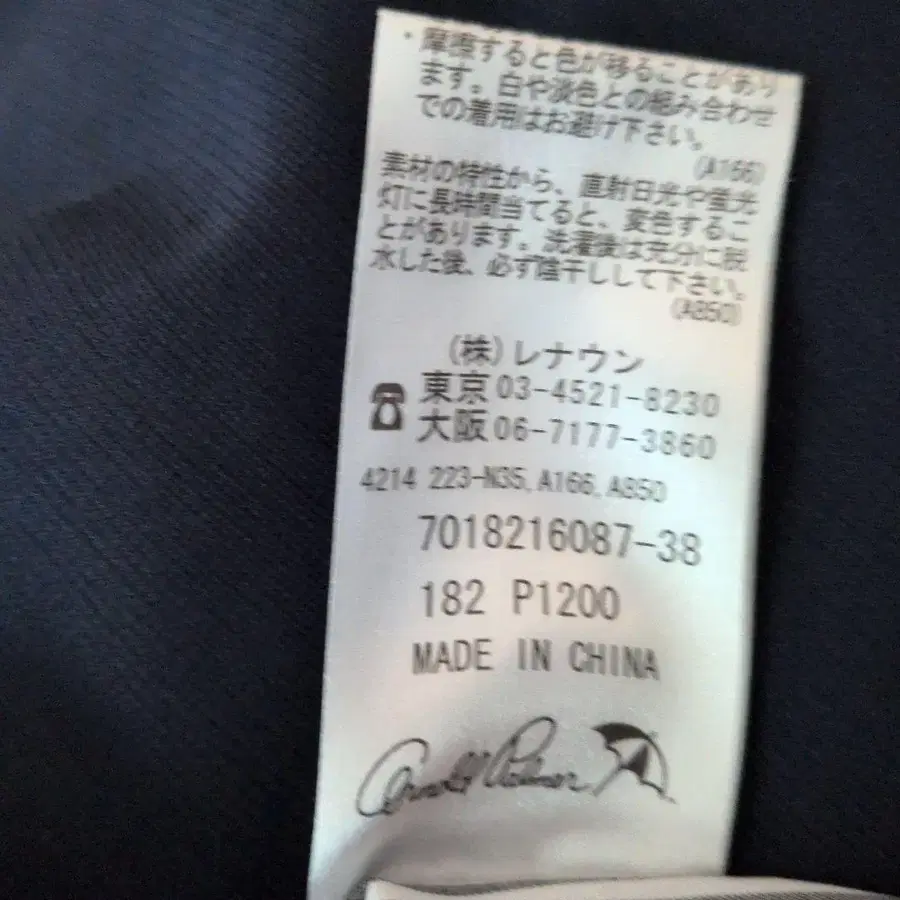 ・摩擦すると色が移ることがあり
ます。白や淡色との組み合わせ
での着用はお避け下さい。
(A166)
素材の特性から、直射日光や蛍光
灯に長時間当てると、変色するこ
とがあります。洗濯後は充分に脱
水した後、必ず陰干しして下さい。
(A850)
(株)レナウン
東京03-4521-8230
大阪06-7177-3860
4214 223-N35,A166,A850
7018216087-38
182 P1200
MADE IN CHINA
Arnold Palmer